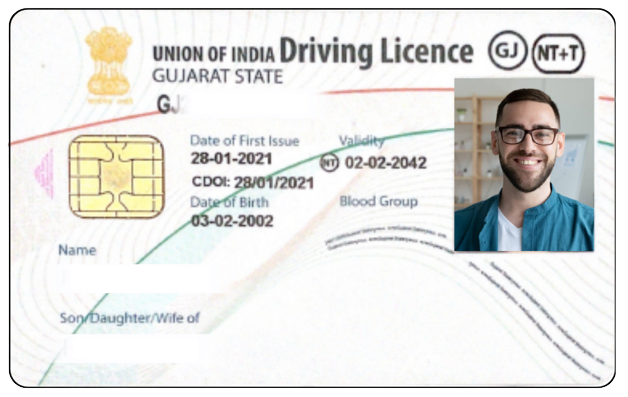 UNION OF INDIA Driving Licence GJ NT+T
GUJARAT STATE
GJ
Date of First Issue Validity
28-01-2021 NT 02-02-2042
CDOI: 28/01/2021
Date of Birth Blood Group
03-02-2002
Name
Son/Daughter/Wife of